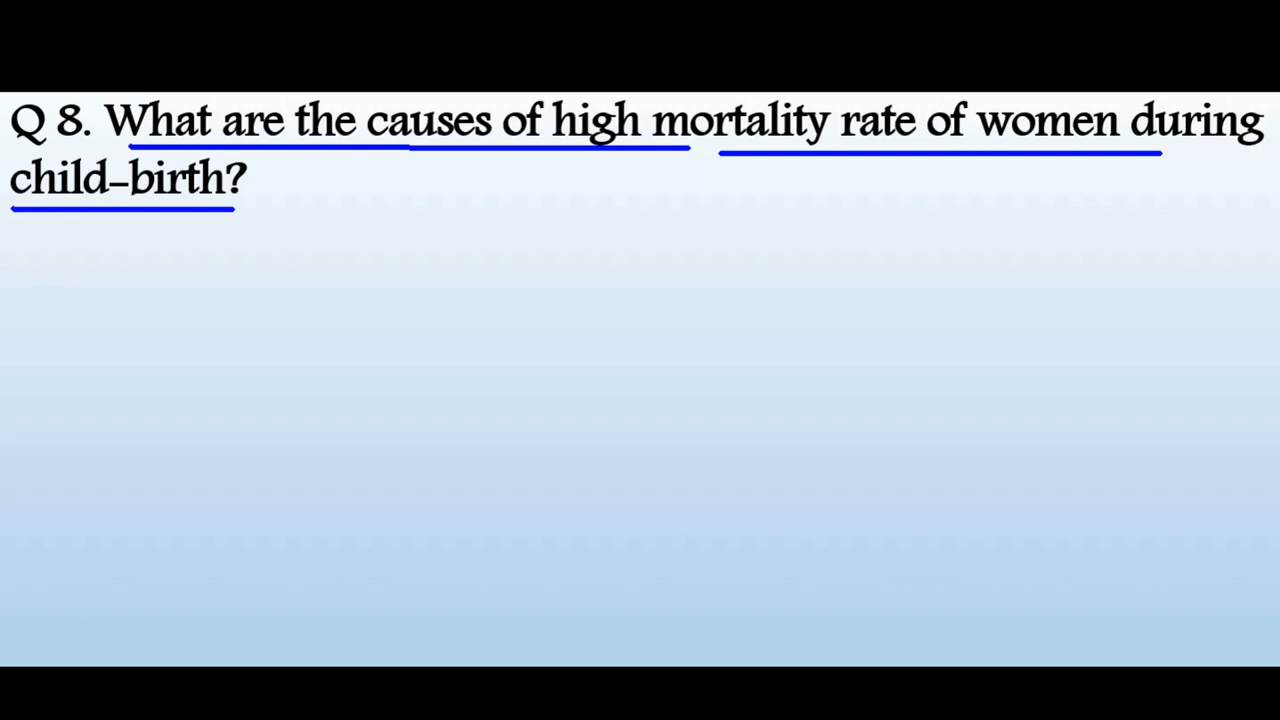 Q 8. What are the causes of high mortality rate of women during
child-birth?